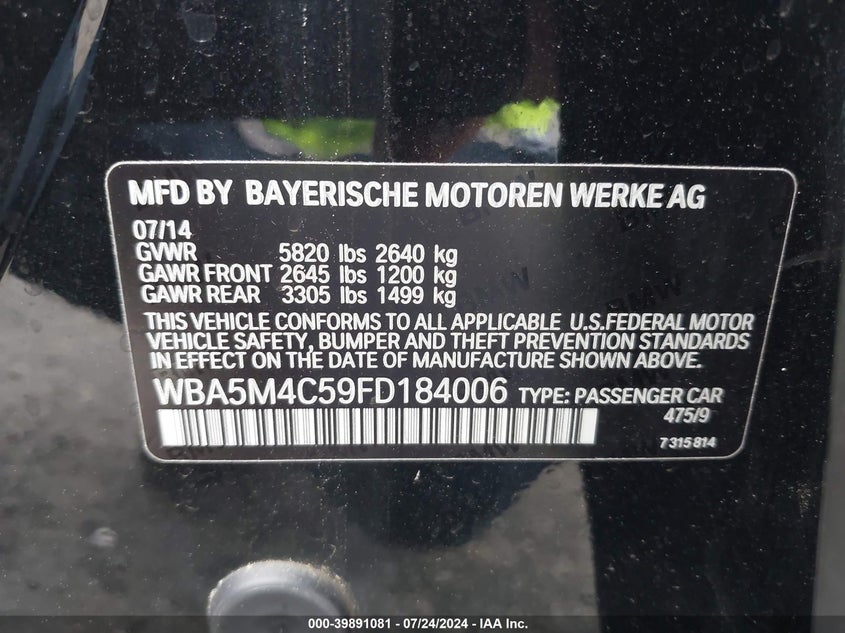 MFD BY BAYERISCHE MOTOREN WERKE AG
07/14
GVWR 5820 lbs 2640 kg
GAWR FRONT 2645 lbs 1200 kg
GAWR REAR 3305 lbs 1499 kg
THIS VEHICLE CONFORMS TO ALL APPLICABLE U.S.FEDERAL MOTOR
VEHICLE SAFETY, BUMPER AND THEFT PREVENTION STANDARDS
IN EFFECT ON THE DATE OF MANUFACTURE SHOWN ABOVE.
WBA5M4C59FD184006 TYPE: PASSENGER CAR
475/9
7 315 814
000-39891081 - 07/24/2024 - IAA Inc.